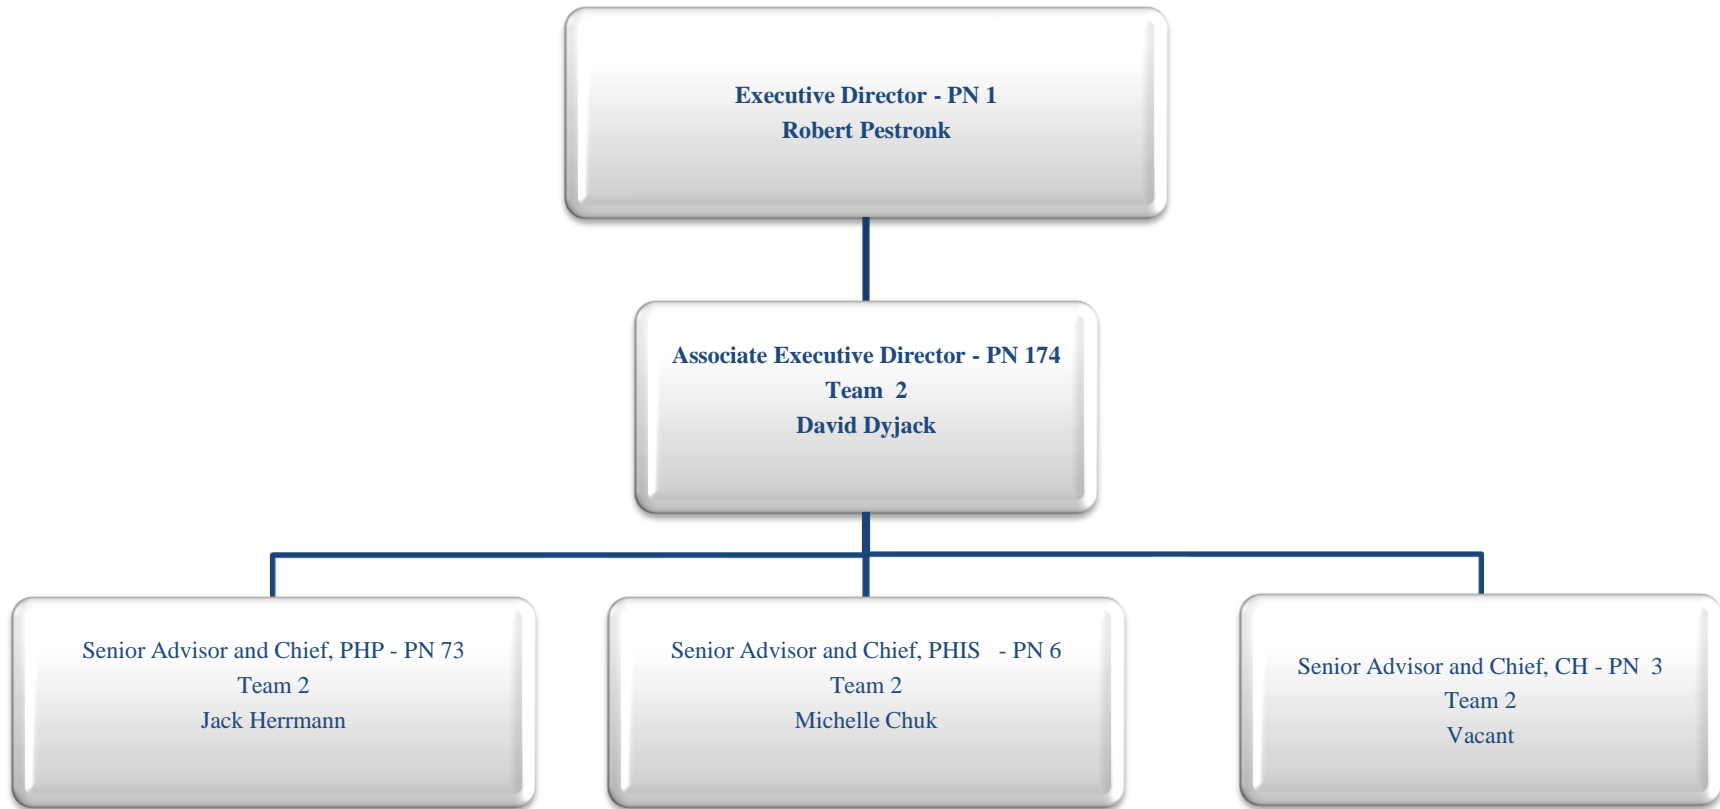 Executive Director - PN 1
Robert Pestronk
Associate Executive Director - PN 174
Team 2
David Dyjack
Senior Advisor and Chief, PHP - PN 73
Team 2
Jack Herrmann
Senior Advisor and Chief, PHIS - PN 6
Team 2
Michelle Chuk
Senior Advisor and Chief, CH - PN 3
Team 2
Vacant